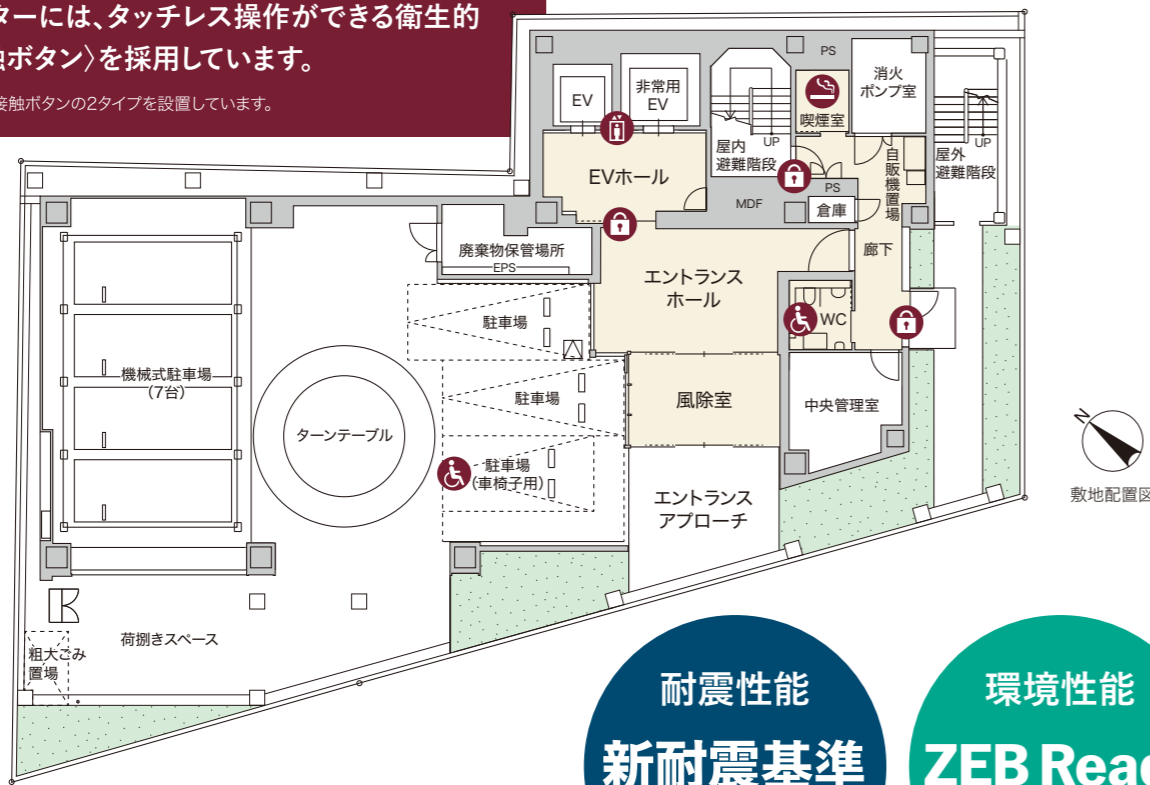 ターには、タッチレス操作ができる衛生的
ボタン〉を採用しています。
接触ボタンの2タイプを設置しています。
PS
消火
ポンプ室
EV
非常用
EV
喫煙室
UP
屋内
避難階段
自販機置場
UP
屋外
避難階段
EVホール
PS
MDF
倉庫
廃棄物保管場所
EPS
廊下
エントランス
ホール
駐車場
WC
機械式駐車場
(7台)
駐車場
風除室
中央管理室
ターンテーブル
駐車場
(車椅子用)
エントランス
アプローチ
N
敷地配置図
荷捌きスペース
粗大ごみ
置場
耐震性能
新耐震基準
環境性能
ZEB Read